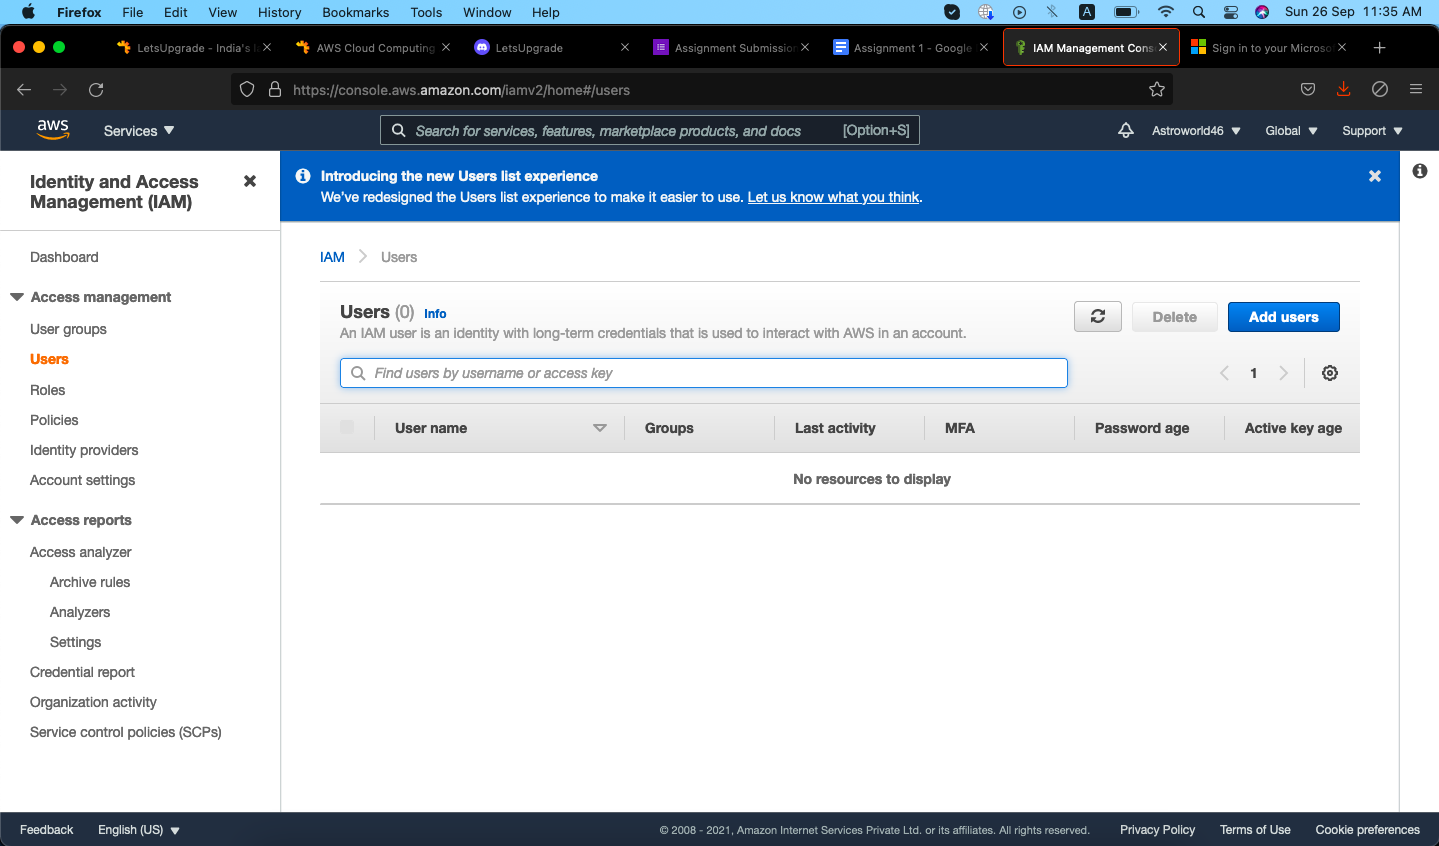 Firefox File Edit View History Bookmarks Tools Window Help A Sun 26 Sep 11:35 AM
LetsUpgrade - India's AWS Cloud Computing LetsUpgrade Assignment Submission Assignment 1 - Google IAM Management Cons Sign in to your Microso
https://console.aws.amazon.com/iamv2/home#/users
aws Services Search for services, features, marketplace products, and docs [Option+S] Astroworld46 Global Support
Identity and Access
Management (IAM)
Dashboard
Access management
User groups
Users
Roles
Policies
Identity providers
Account settings
Access reports
Access analyzer
Archive rules
Analyzers
Settings
Credential report
Organization activity
Service control policies (SCPs)
Introducing the new Users list experience
We've redesigned the Users list experience to make it easier to use. Let us know what you think.
IAM Users
Users (0) Info
An IAM user is an identity with long-term credentials that is used to interact with AWS in an account.
Delete Add users
Find users by username or access key
1
User name Groups Last activity MFA Password age Active key age
No resources to display
Feedback English (US) © 2008 - 2021, Amazon Internet Services Private Ltd. or its affiliates. All rights reserved. Privacy Policy Terms of Use Cookie preferences